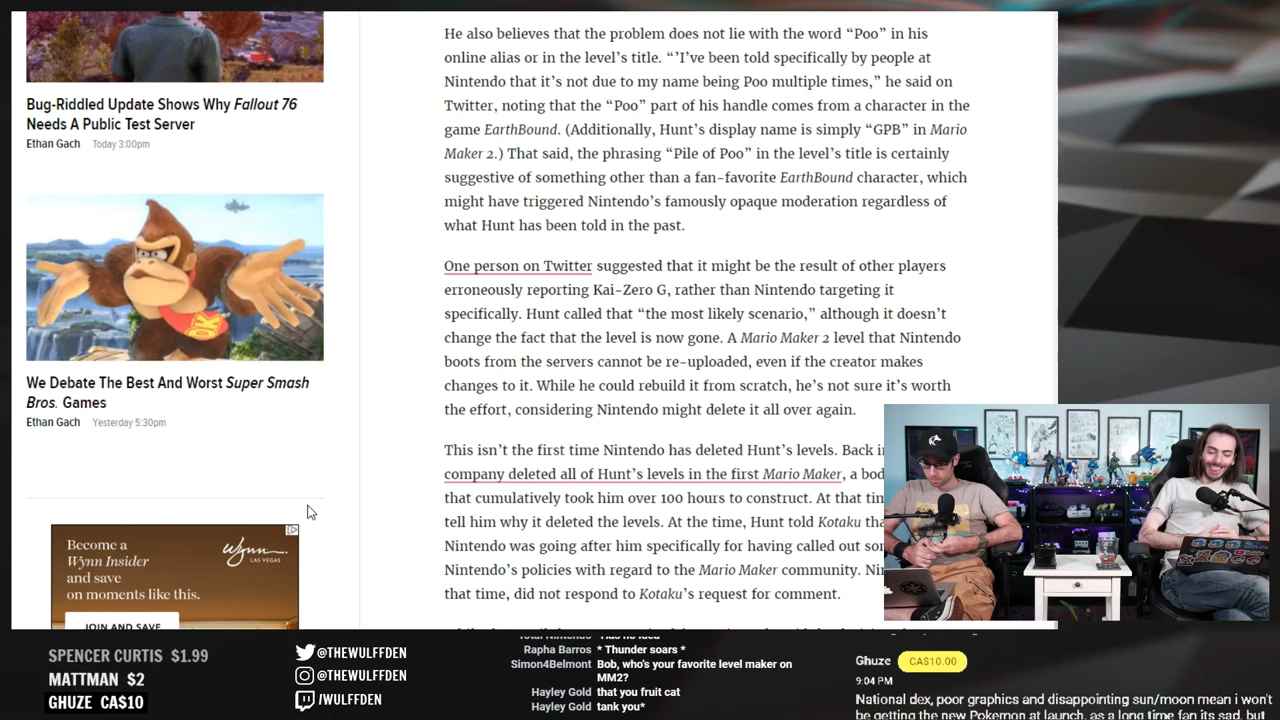 Bug-Riddled Update Shows Why Fallout 76
Needs A Public Test Server
Ethan Gach Today 3:00pm
We Debate The Best And Worst Super Smash
Bros. Games
Ethan Gach Yesterday 5:30pm
Become a
Wynn Insider
and save
on moments like this.
Wynn
LAS VEGAS
JOIN AND SAVE
He also believes that the problem does not lie with the word “Poo” in his
online alias or in the level’s title. “’I’ve been told specifically by people at
Nintendo that it’s not due to my name being Poo multiple times,” he said on
Twitter, noting that the “Poo” part of his handle comes from a character in the
game EarthBound. (Additionally, Hunt’s display name is simply “GPB” in Mario
Maker 2.) That said, the phrasing “Pile of Poo” in the level’s title is certainly
suggestive of something other than a fan-favorite EarthBound character, which
might have triggered Nintendo’s famously opaque moderation regardless of
what Hunt has been told in the past.
One person on Twitter suggested that it might be the result of other players
erroneously reporting Kai-Zero G, rather than Nintendo targeting it
specifically. Hunt called that “the most likely scenario,” although it doesn’t
change the fact that the level is now gone. A Mario Maker 2 level that Nintendo
boots from the servers cannot be re-uploaded, even if the creator makes
changes to it. While he could rebuild it from scratch, he’s not sure it’s worth
the effort, considering Nintendo might delete it all over again.
This isn’t the first time Nintendo has deleted Hunt’s levels. Back in
company deleted all of Hunt’s levels in the first Mario Maker, a bod
that cumulatively took him over 100 hours to construct. At that tim
tell him why it deleted the levels. At the time, Hunt told Kotaku tha
Nintendo was going after him specifically for having called out som
Nintendo’s policies with regard to the Mario Maker community. Nin
that time, did not respond to Kotaku’s request for comment.
SPENCER CURTIS $1.99
MATTMAN $2
GHUZE CA$10
@THEWULFFDEN
@THEWULFFDEN
/WULFFDEN
Total Nintendo *Has no idea*
Rapha Barros * Thunder soars *
Simon4Belmont Bob, who's your favorite level maker on
MM2?
Hayley Gold that you fruit cat
Hayley Gold tank you*
Ghuze CA$10.00
9:04 PM
National dex, poor graphics and disappointing sun/moon mean i won't
be getting the new Pokemon at launch, as a long time fan its sad, but